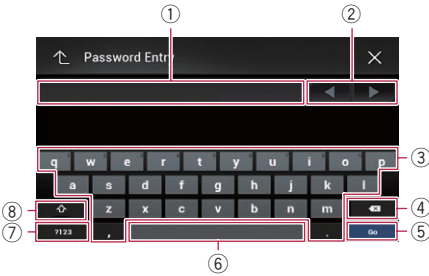 ① ②
Password Entry
q w e r t y u i o p ③
a s d f g h j k l
⑧ z x c v b n m ④
⑦ ?123 , . Go ⑤
⑥